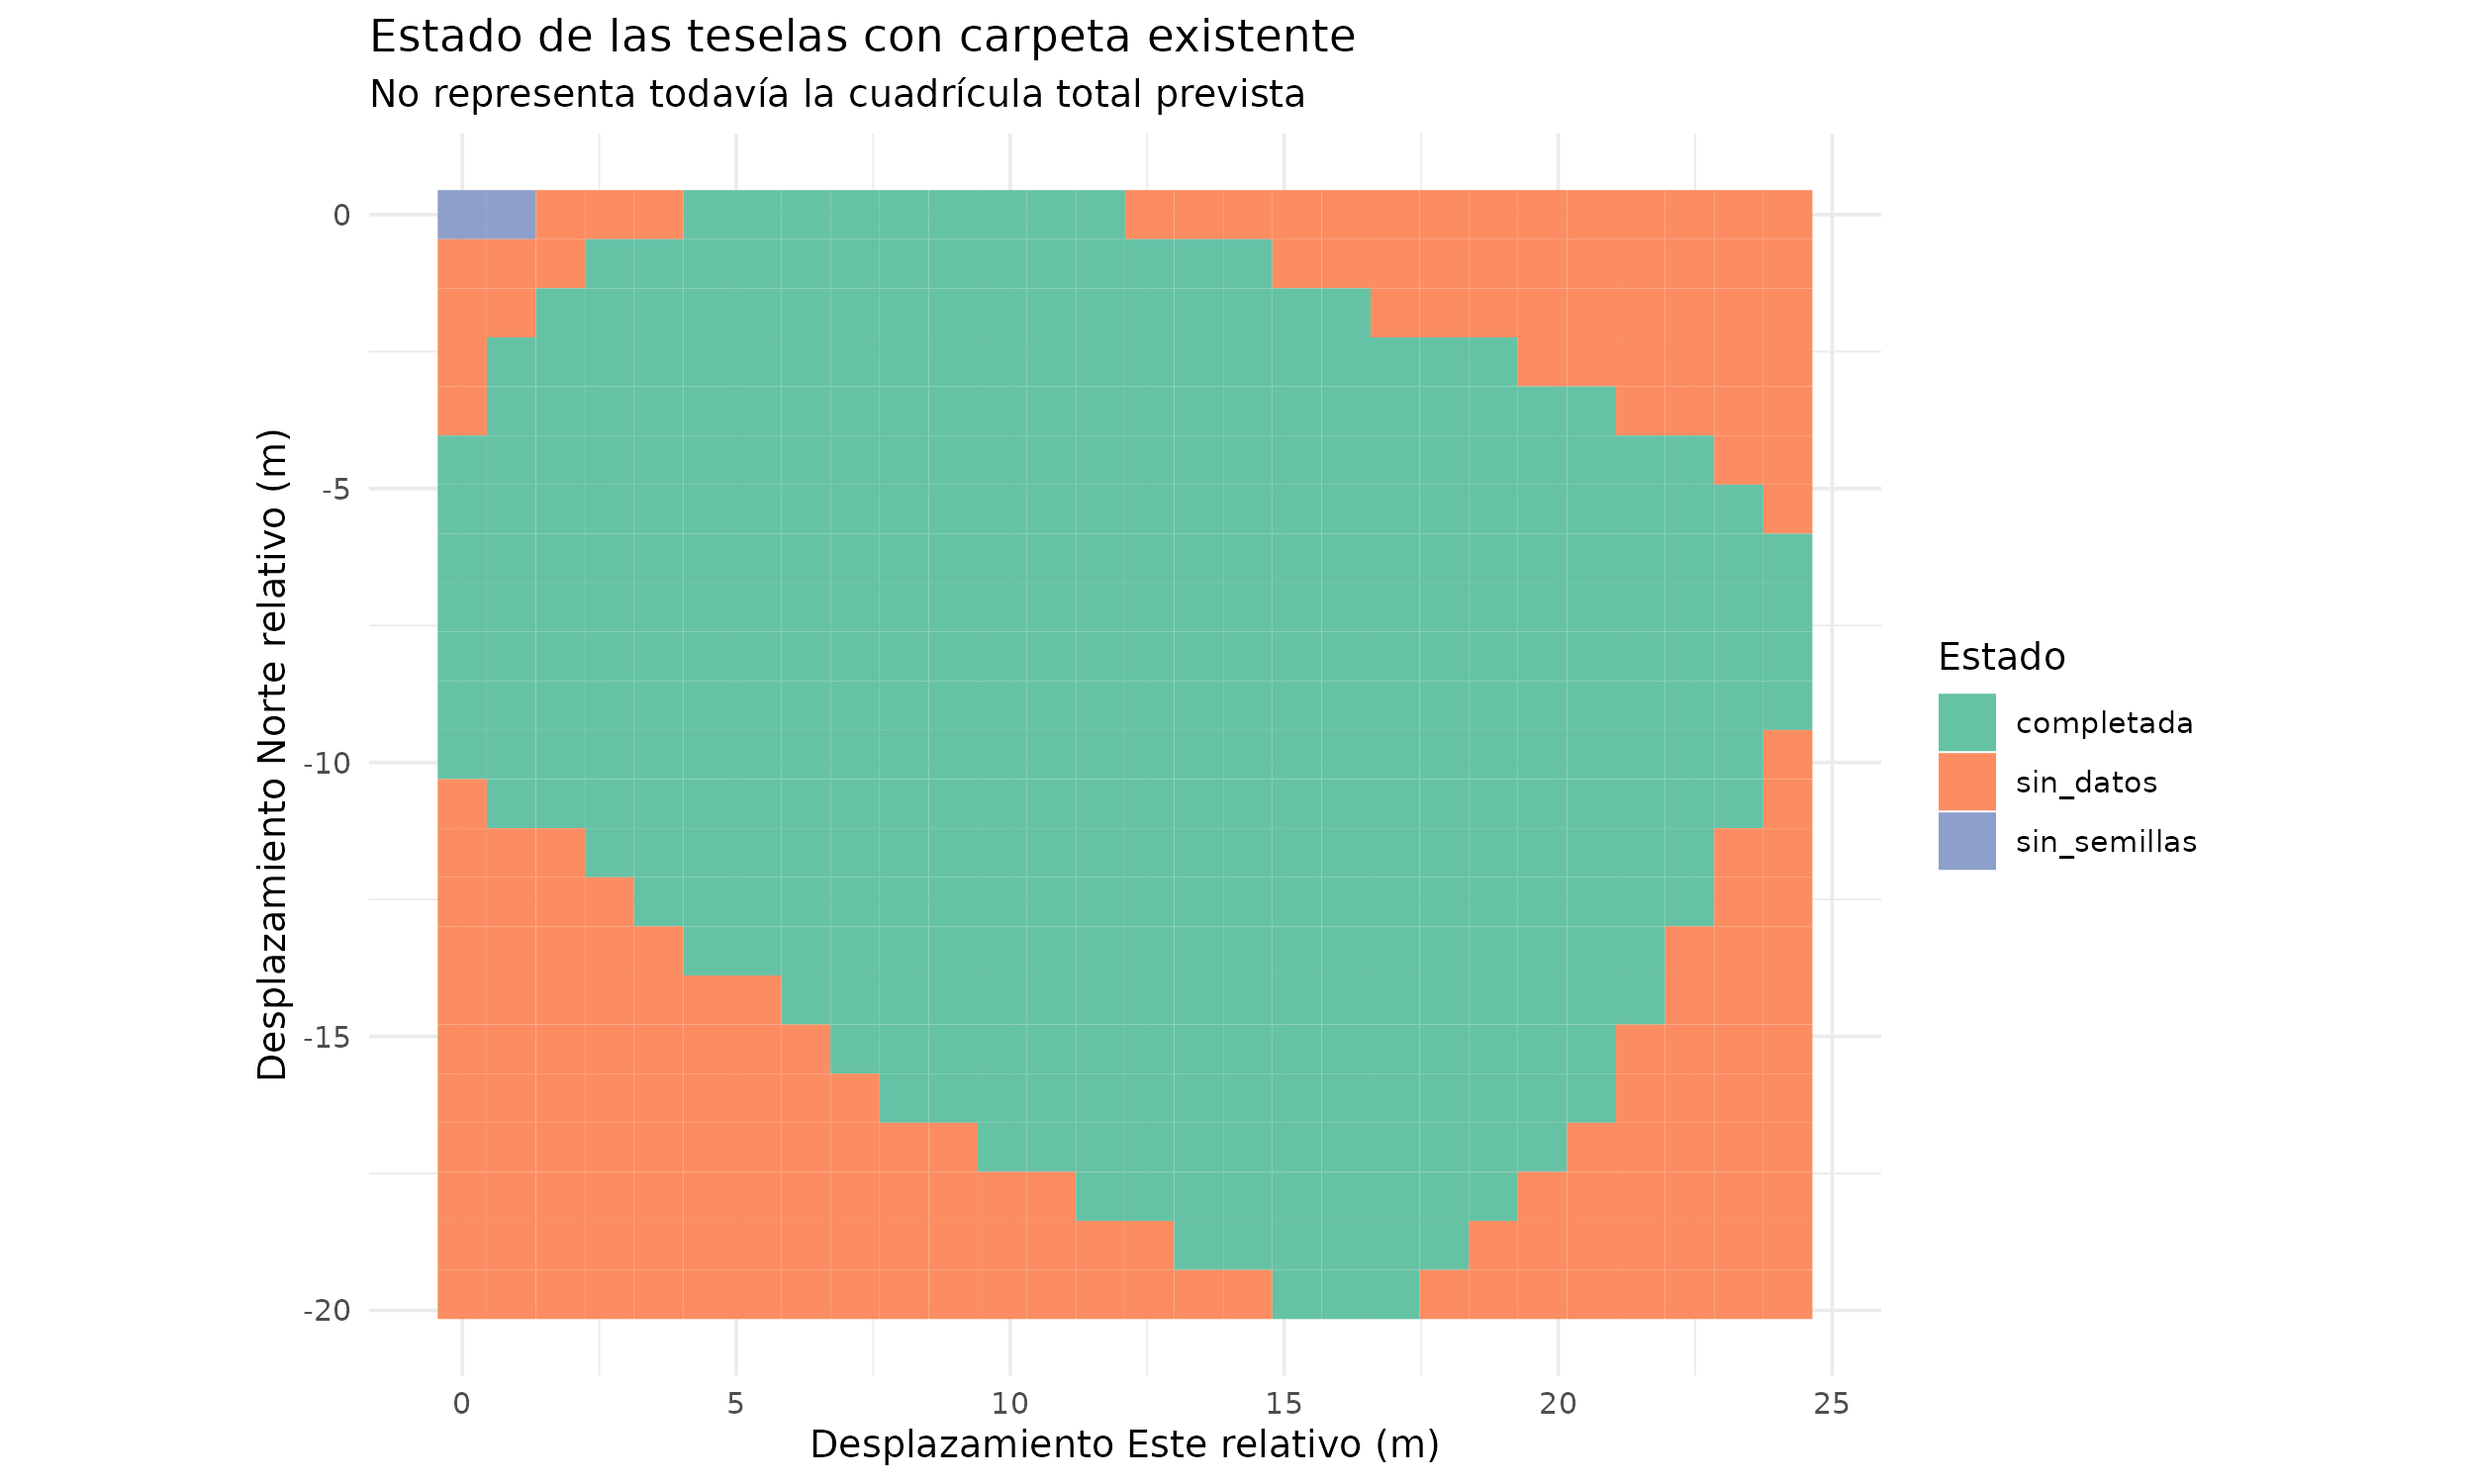 Estado de las teselas con carpeta existente
No representa todavía la cuadrícula total prevista
Desplazamiento Norte relativo (m)
0
-5
-10
-15
-20
0 5 10 15 20 25
Desplazamiento Este relativo (m)
Estado
completada
sin_datos
sin_semillas